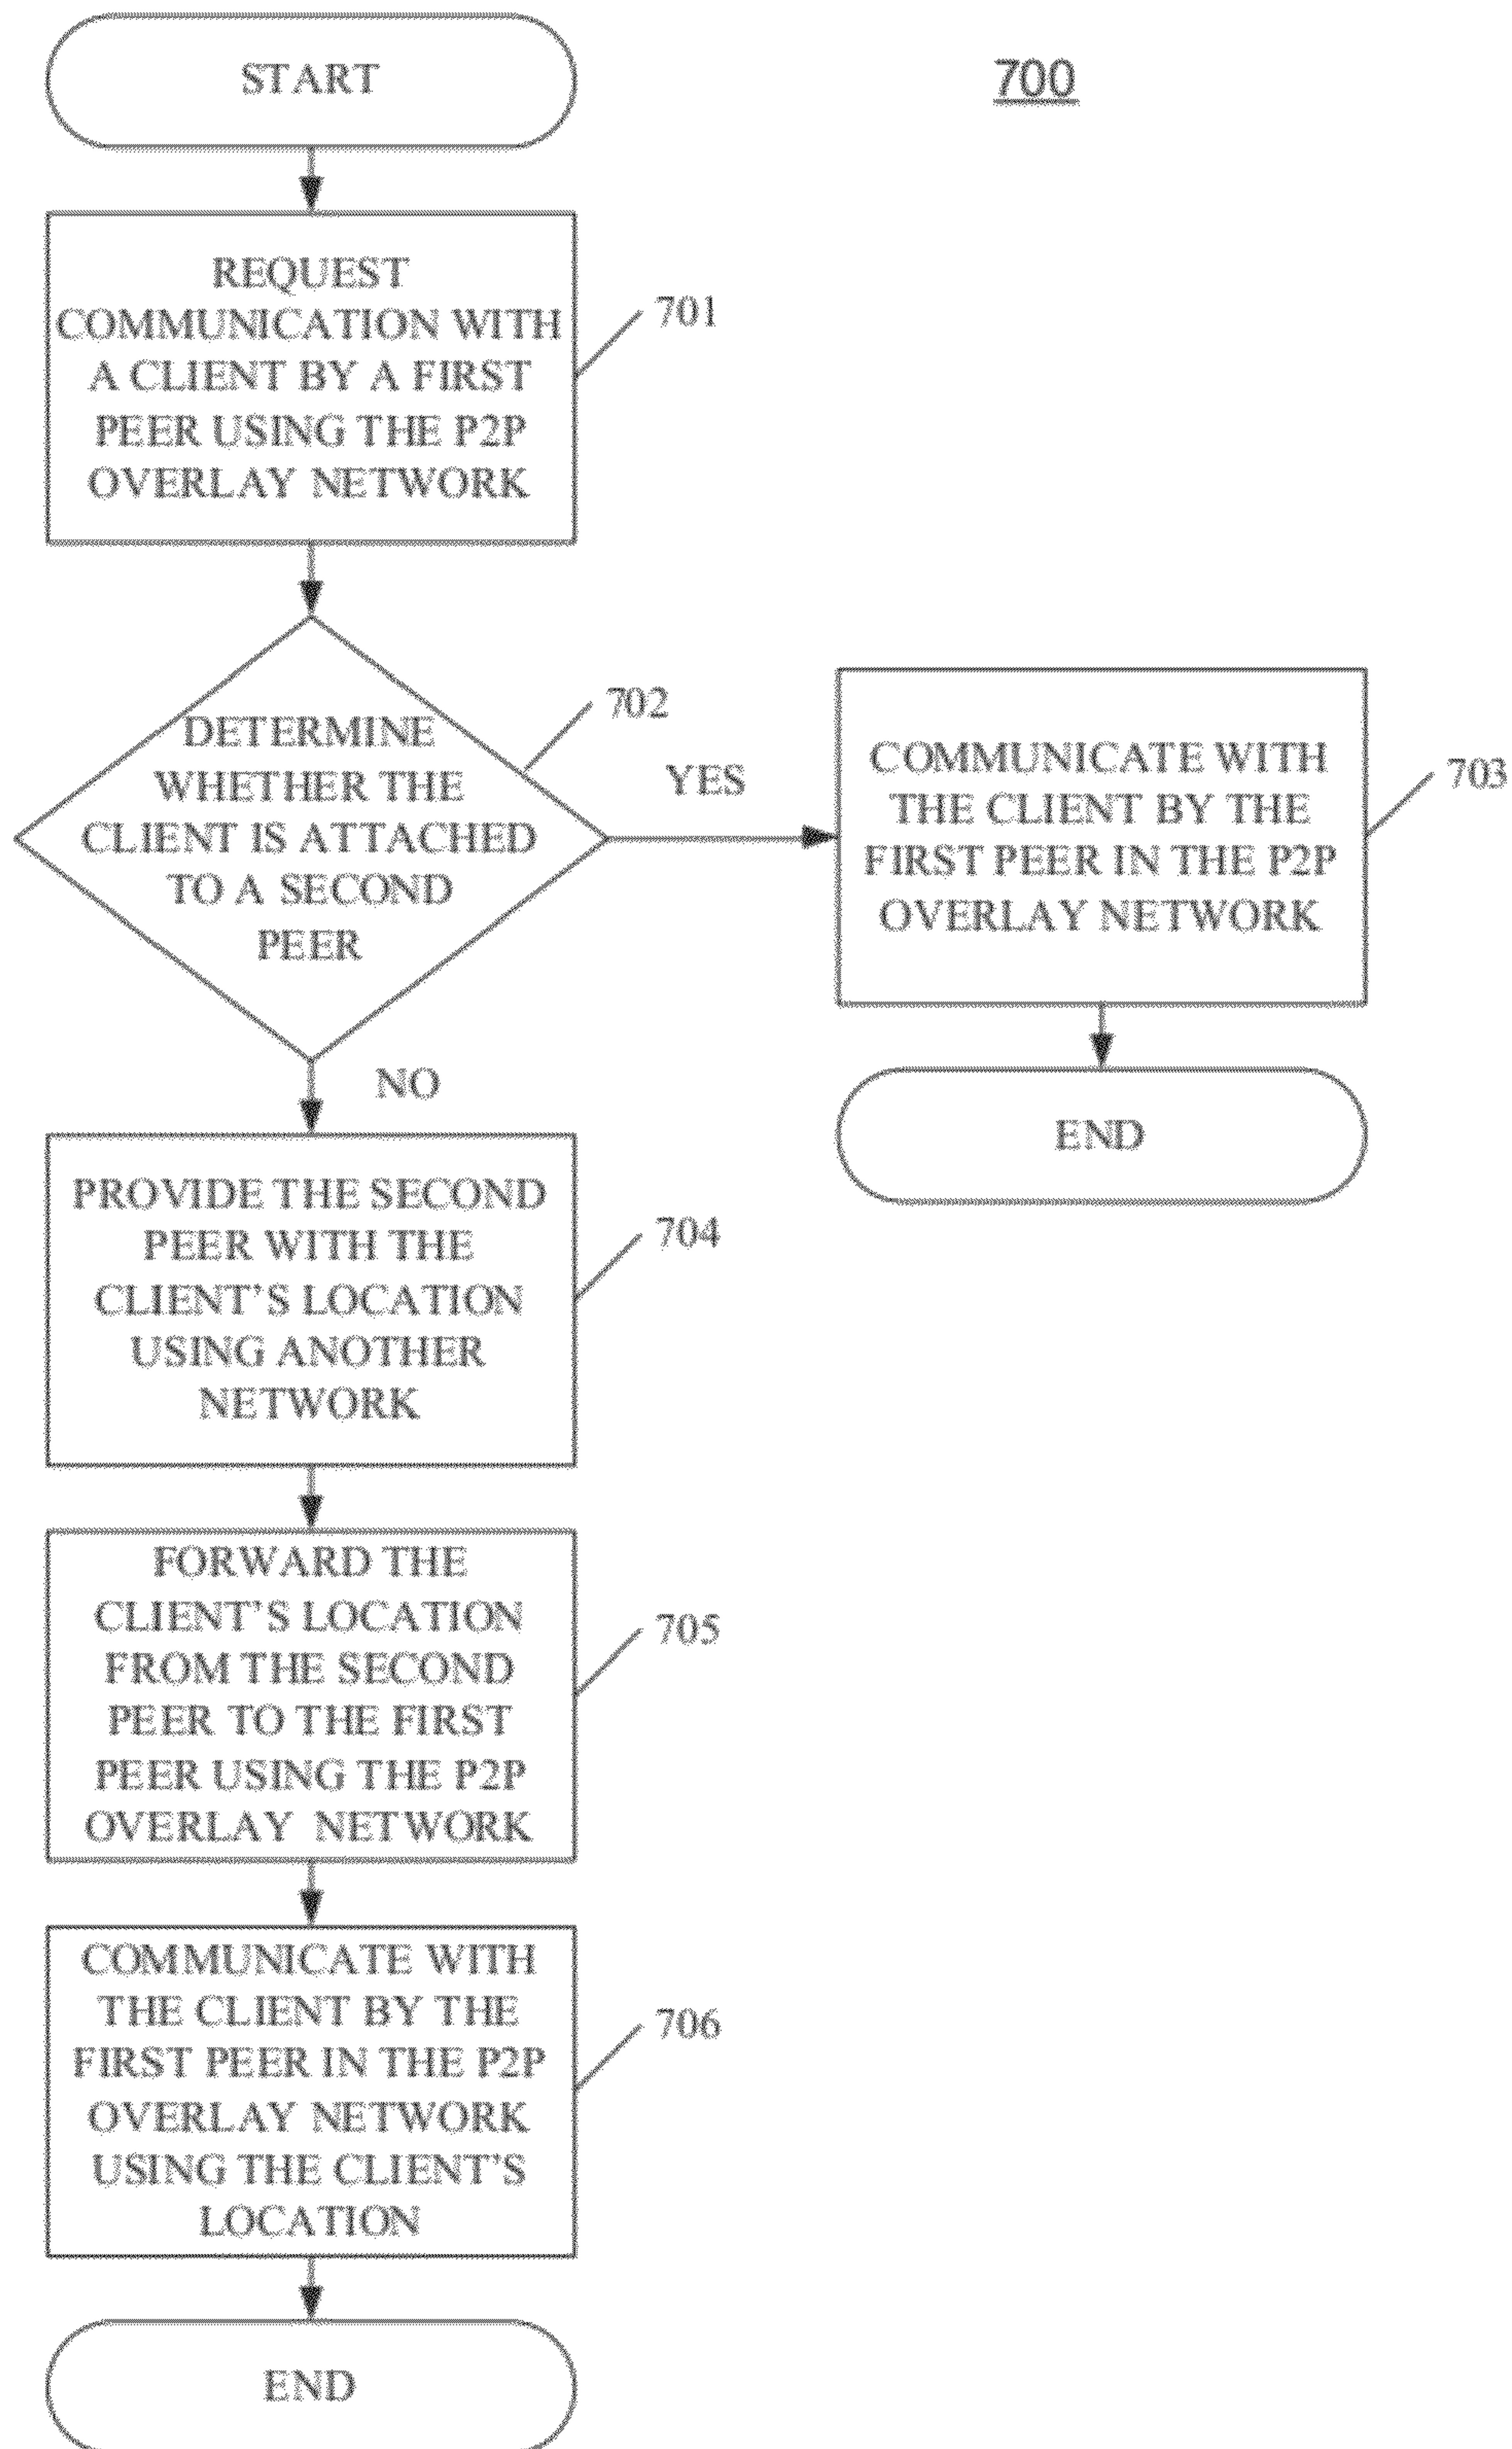 START
700
REQUEST
COMMUNICATION WITH
A CLIENT BY A FIRST
PEER USING THE P2P
OVERLAY NETWORK
701
DETERMINE
WHETHER THE
CLIENT IS ATTACHED
TO A SECOND
PEER
702
YES
COMMUNICATE WITH
THE CLIENT BY THE
FIRST PEER IN THE P2P
OVERLAY NETWORK
703
END
NO
PROVIDE THE SECOND
PEER WITH THE
CLIENT'S LOCATION
USING ANOTHER
NETWORK
704
FORWARD THE
CLIENT'S LOCATION
FROM THE SECOND
PEER TO THE FIRST
PEER USING THE P2P
OVERLAY NETWORK
705
COMMUNICATE WITH
THE CLIENT BY THE
FIRST PEER IN THE P2P
OVERLAY NETWORK
USING THE CLIENT'S
LOCATION
706
END